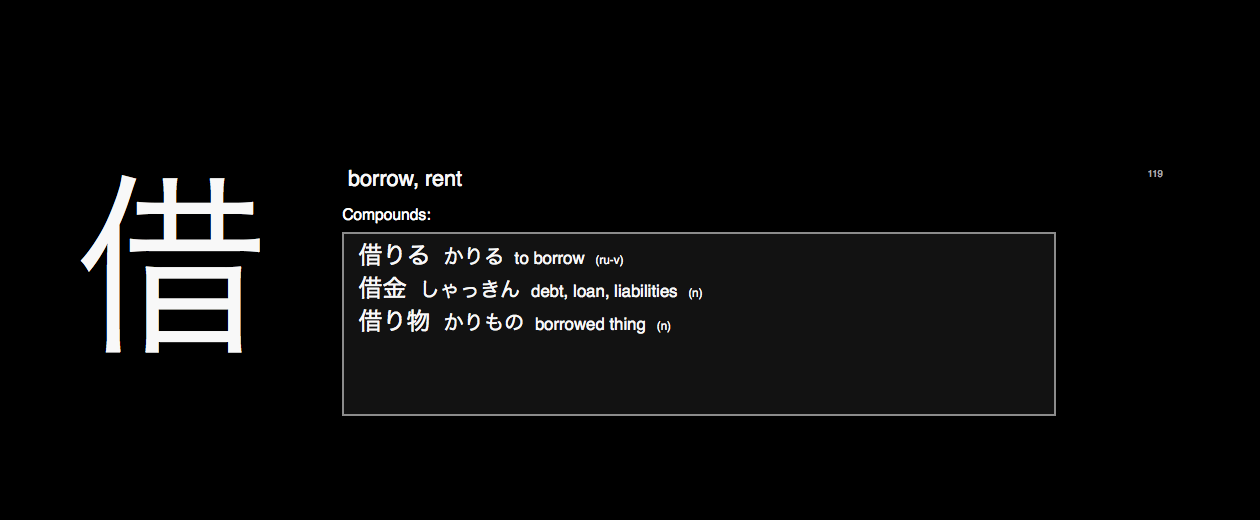 借
borrow, rent
119
Compounds:
借りる かりる to borrow (ru-v)
借金 しゃっきん debt, loan, liabilities (n)
借り物 かりもの borrowed thing (n)